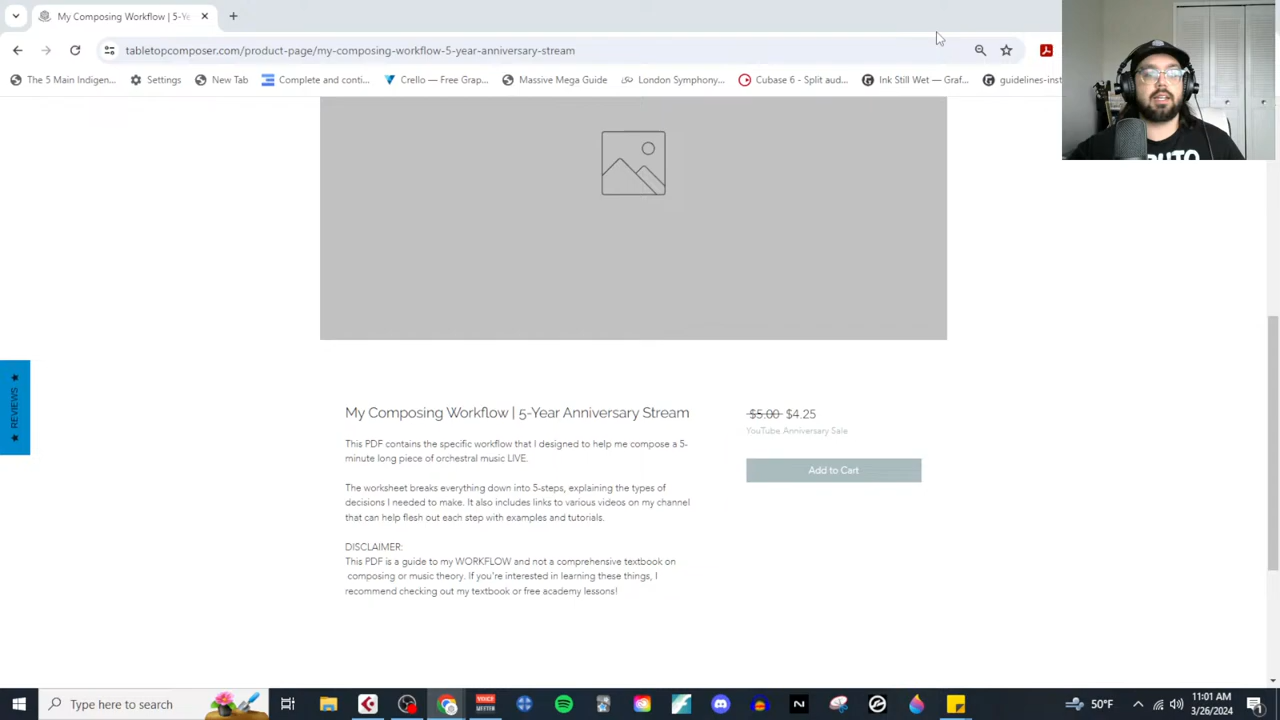 My Composing Workflow | 5-Ye
tabletopcomposer.com/product-page/my-composing-workflow-5-year-anniversary-stream
The 5 Main Indigen...
Settings
New Tab
Complete and conti...
Crello — Free Grap...
Massive Mega Guide
London Symphony...
Cubase 6 - Split aud...
Ink Still Wet — Graf...
guidelines-inst
REVIEWS
My Composing Workflow | 5-Year Anniversary Stream
This PDF contains the specific workflow that I designed to help me compose a 5-
minute long piece of orchestral music LIVE.
The worksheet breaks everything down into 5-steps, explaining the types of
decisions I needed to make. It also includes links to various videos on my channel
that can help flesh out each step with examples and tutorials.
DISCLAIMER:
This PDF is a guide to my WORKFLOW and not a comprehensive textbook on
composing or music theory. If you're interested in learning these things, I
recommend checking out my textbook or free academy lessons!
$5.00 $4.25
YouTube Anniversary Sale
Add to Cart
Type here to search
50°F
11:01 AM
3/26/2024